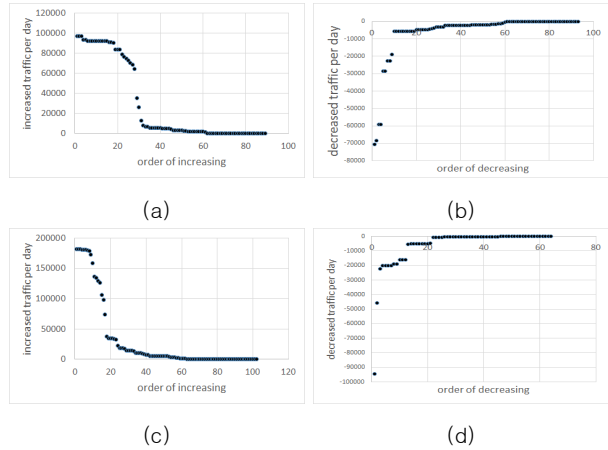 120000
100000
80000
60000
40000
20000
0
0 20 40 60 80 100
increased traffic per day
order of increasing
(a)
0
-10000
-20000
-30000
-40000
-50000
-60000
-70000
-80000
0 20 40 60 80 100
decreased traffic per day
order of decreasing
(b)
200000
150000
100000
50000
0
0 20 40 60 80 100 120
increased traffic per day
order of increasing
(c)
0
-10000
-20000
-30000
-40000
-50000
-60000
-70000
-80000
-90000
-100000
0 20 40 60 80
decreased traffic per day
order of decreasing
(d)